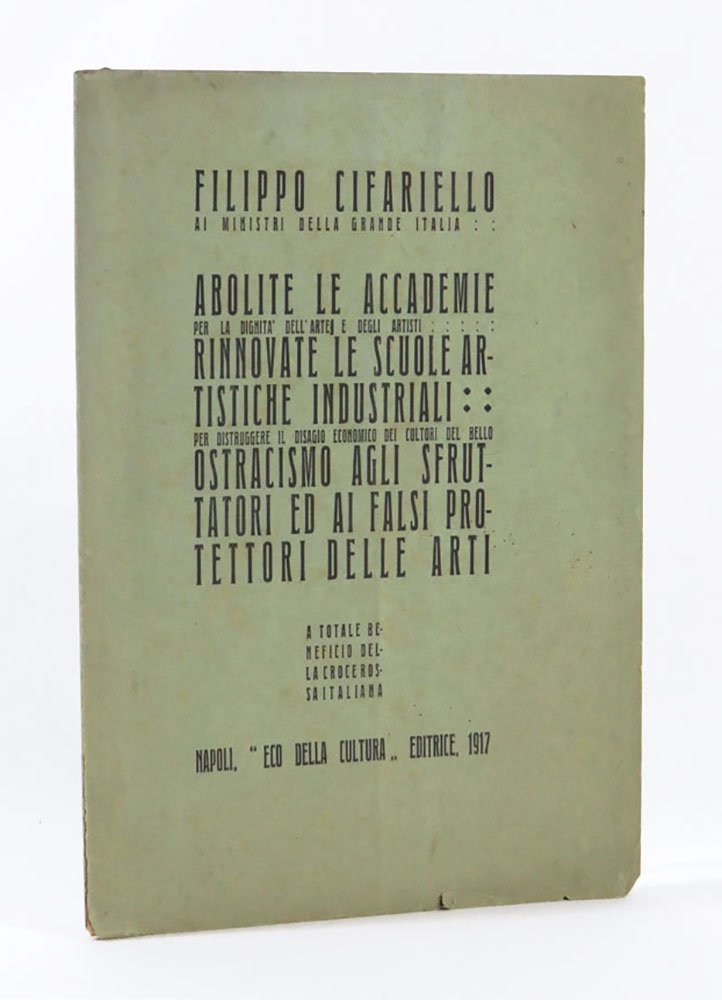 FILIPPO CIFARIELLO
AI MINISTRI DELLA GRANDE ITALIA : :
ABOLITE LE ACCADEMIE
PER LA DIGNITA' DELL'ARTE E DEGLI ARTISTI : : : : :
RINNOVATE LE SCUOLE AR-
TISTICHE INDUSTRIALI : :
PER DISTRUGGERE IL DISAGIO ECONOMICO DEI CULTORI DEL BELLO
OSTRACISMO AGLI SFRUT-
TATORI ED AI FALSI PRO-
TETTORI DELLE ARTI
A TOTALE BE-
NEFICIO DEL-
LA CROCE ROS-
SA ITALIANA
NAPOLI, " ECO DELLA CULTURA „ EDITRICE, 1917